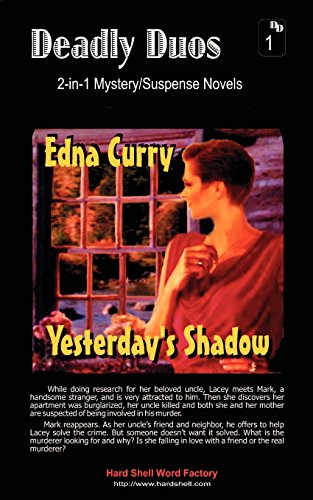 Deadly Duos
DD
1
2-in-1 Mystery/Suspense Novels
Edna Curry
Yesterday's Shadow
While doing research for her beloved uncle, Lacey meets Mark, a
handsome stranger, and is very attracted to him. Then she discovers her
apartment was burglarized, her uncle killed and both she and her mother
are suspected of being involved in his murder.
Mark reappears. As her uncle's friend and neighbor, he offers to help
Lacey solve the crime. But someone doesn't want it solved. What is the
murderer looking for and why? Is she falling in love with a friend or the real
murderer?
Hard Shell Word Factory
http://www.hardshell.com/